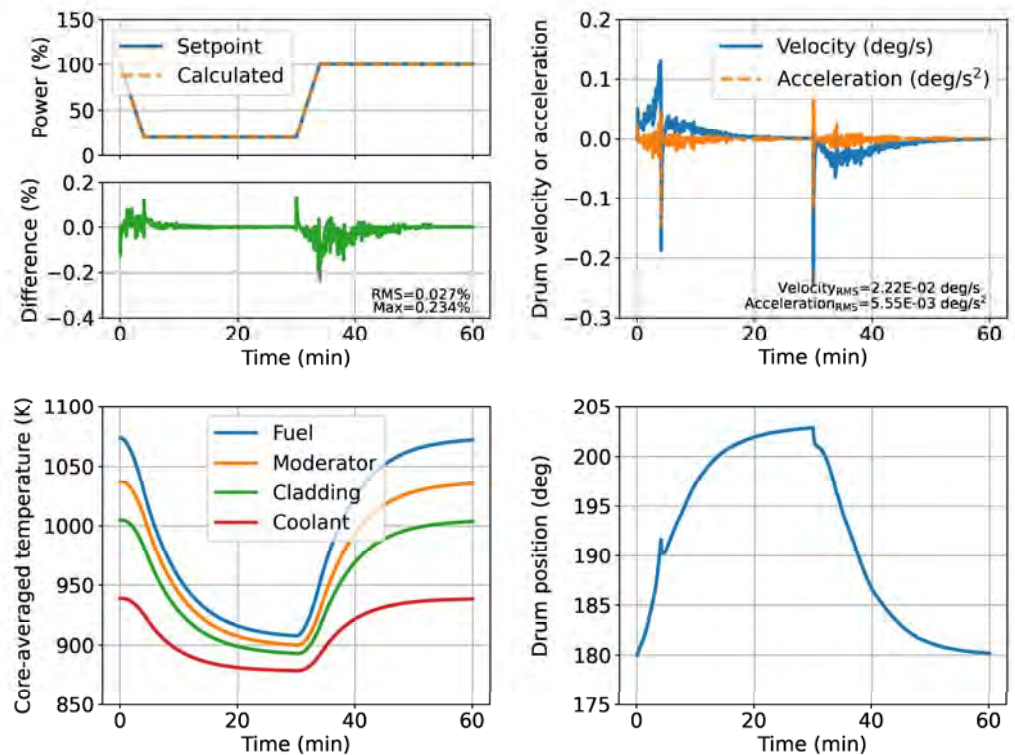 150
100
50
0
Power (%)
Setpoint
Calculated
0.2
0.0
−0.2
−0.4
Difference (%)
RMS=0.027%
Max=0.234%
0
20
40
60
Time (min)
0.2
0.1
0.0
−0.1
−0.2
−0.3
Drum velocity or acceleration
Velocity (deg/s)
Acceleration (deg/s²)
Velocity_RMS=2.22E-02 deg/s
Acceleration_RMS=5.55E-03 deg/s²
0
20
40
60
Time (min)
1100
1050
1000
950
900
850
Core-averaged temperature (K)
Fuel
Moderator
Cladding
Coolant
0
20
40
60
Time (min)
205
200
195
190
185
180
175
Drum position (deg)
0
20
40
60
Time (min)